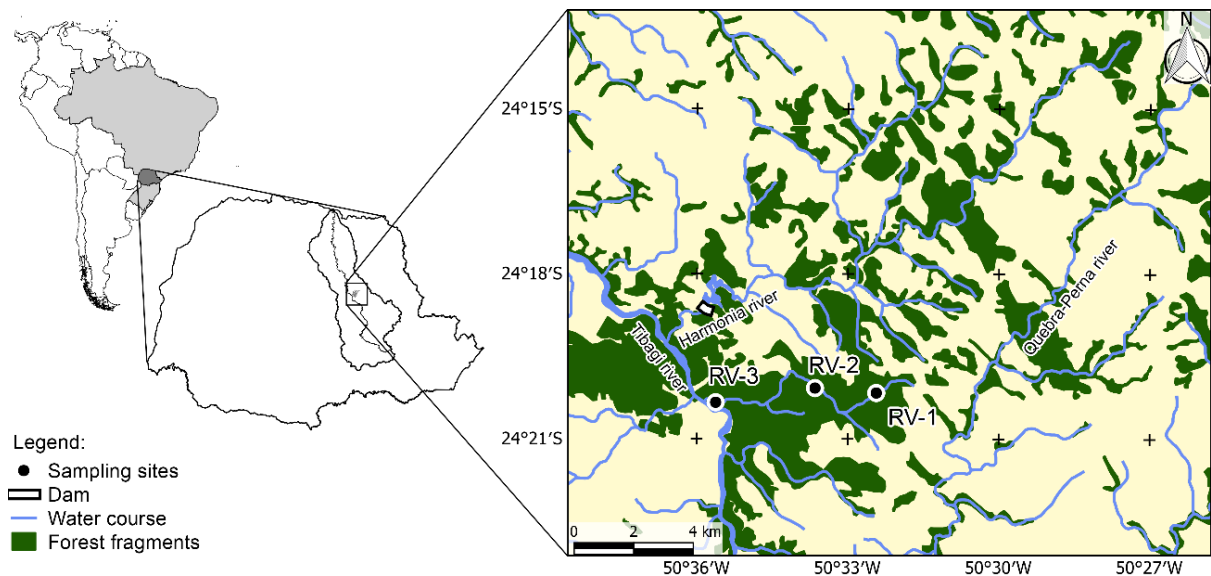 N
24°15'S
24°18'S
24°21'S
Quebra-Perna river
Harmonia river
Tibagi river
RV-3
RV-2
RV-1
Legend:
Sampling sites
Dam
Water course
Forest fragments
0 2 4 km
50°36'W 50°33'W 50°30'W 50°27'W